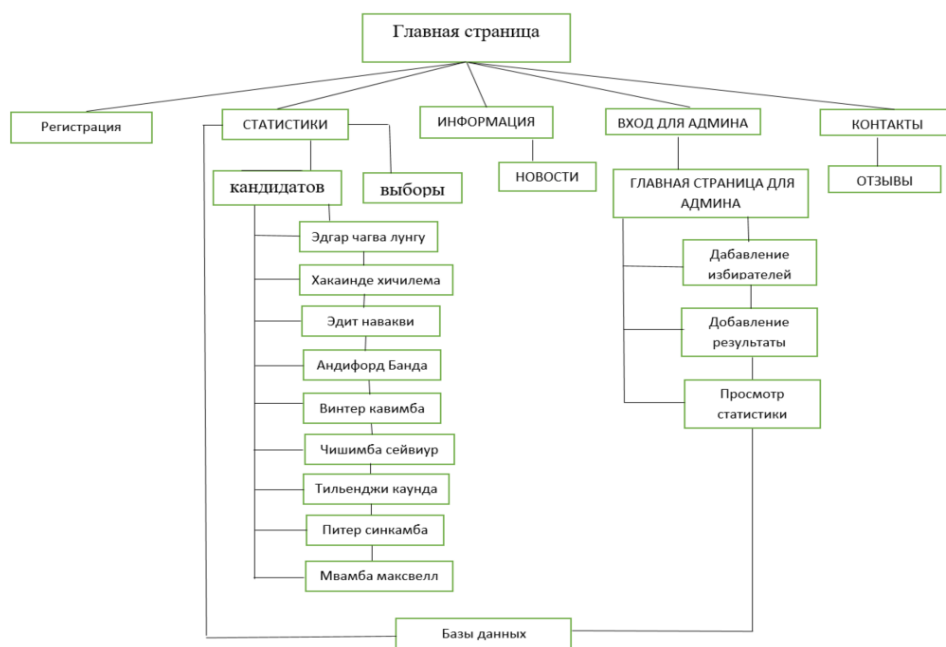 Главная страница
Регистрация
СТАТИСТИКИ
ИНФОРМАЦИЯ
ВХОД ДЛЯ АДМИНА
КОНТАКТЫ
кандидатов
выборы
НОВОСТИ
ГЛАВНАЯ СТРАНИЦА ДЛЯ
АДМИНА
ОТЗЫВЫ
Эдгар чагва лунгу
Хакаинде хичилема
Эдит навакви
Андифорд Банда
Винтер кавимба
Чишимба сейвиур
Тильенджи каунда
Питер синкамба
Мвамба максвелл
Дабавление
избирателей
Добавление
результаты
Просмотр
статистики
Базы данных